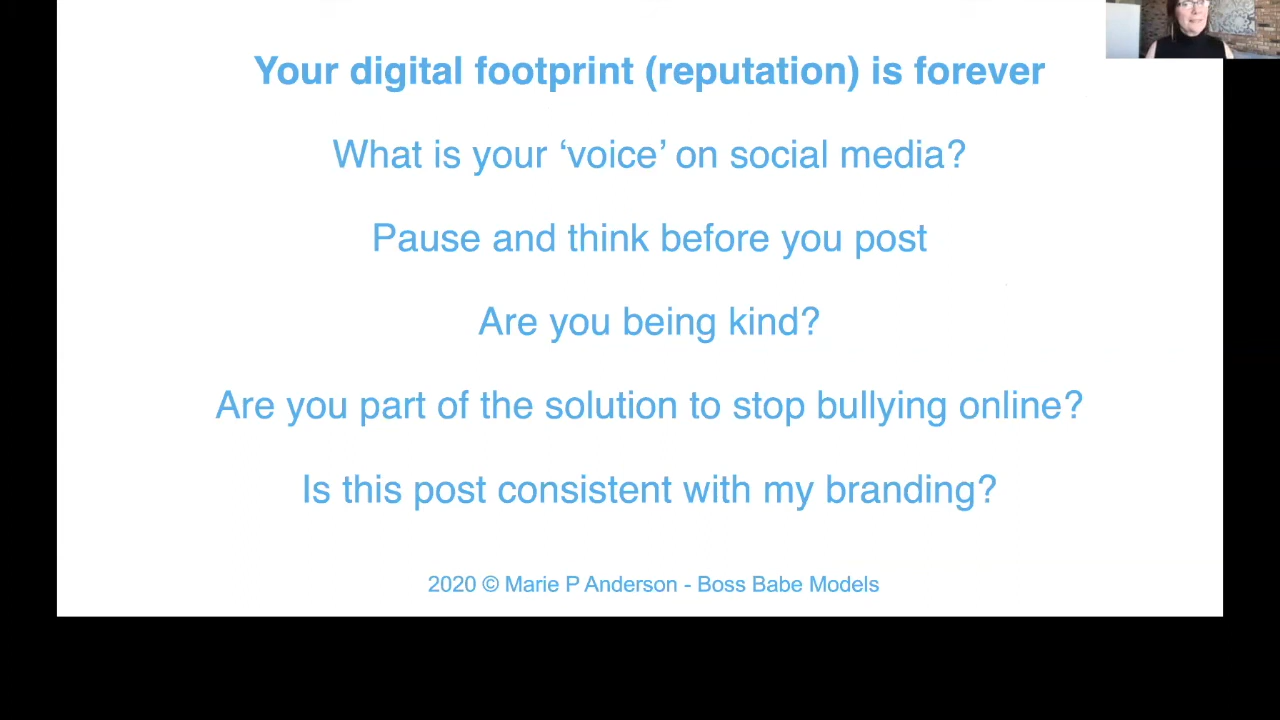 Your digital footprint (reputation) is forever
What is your ‘voice’ on social media?
Pause and think before you post
Are you being kind?
Are you part of the solution to stop bullying online?
Is this post consistent with my branding?
2020 © Marie P Anderson - Boss Babe Models